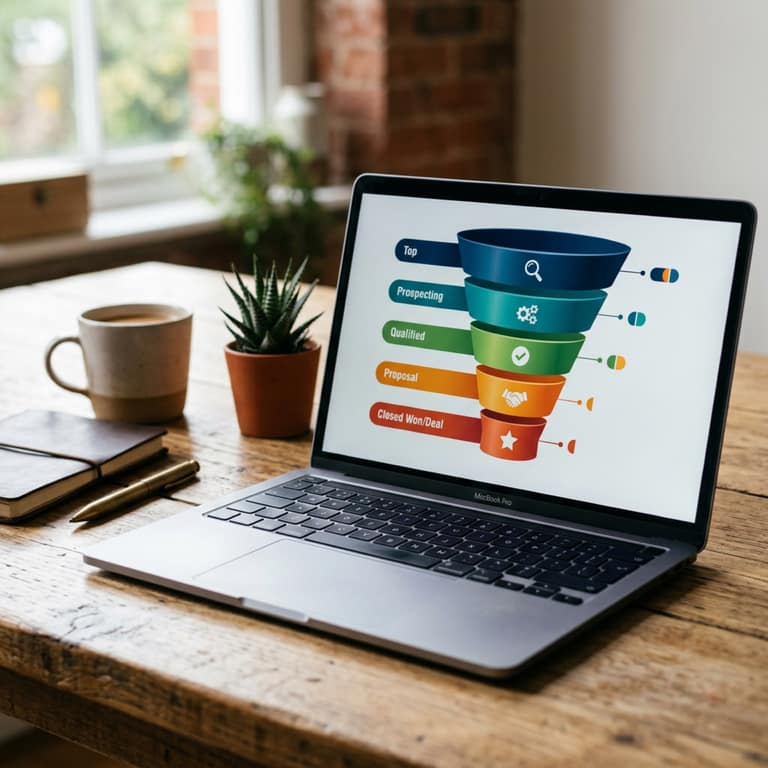 Top
Prospecting
Qualified
Proposal
Closed Won/Deal
MacBook Pro